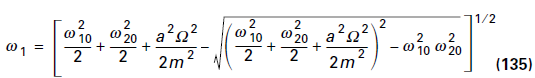 ω₁ = [ω₁₀²/2 + ω₂₀²/2 + a²Ω²/2m² − √((ω₁₀²/2 + ω₂₀²/2 + a²Ω²/2m²)² − ω₁₀² ω₂₀²)]^1/2 (135)